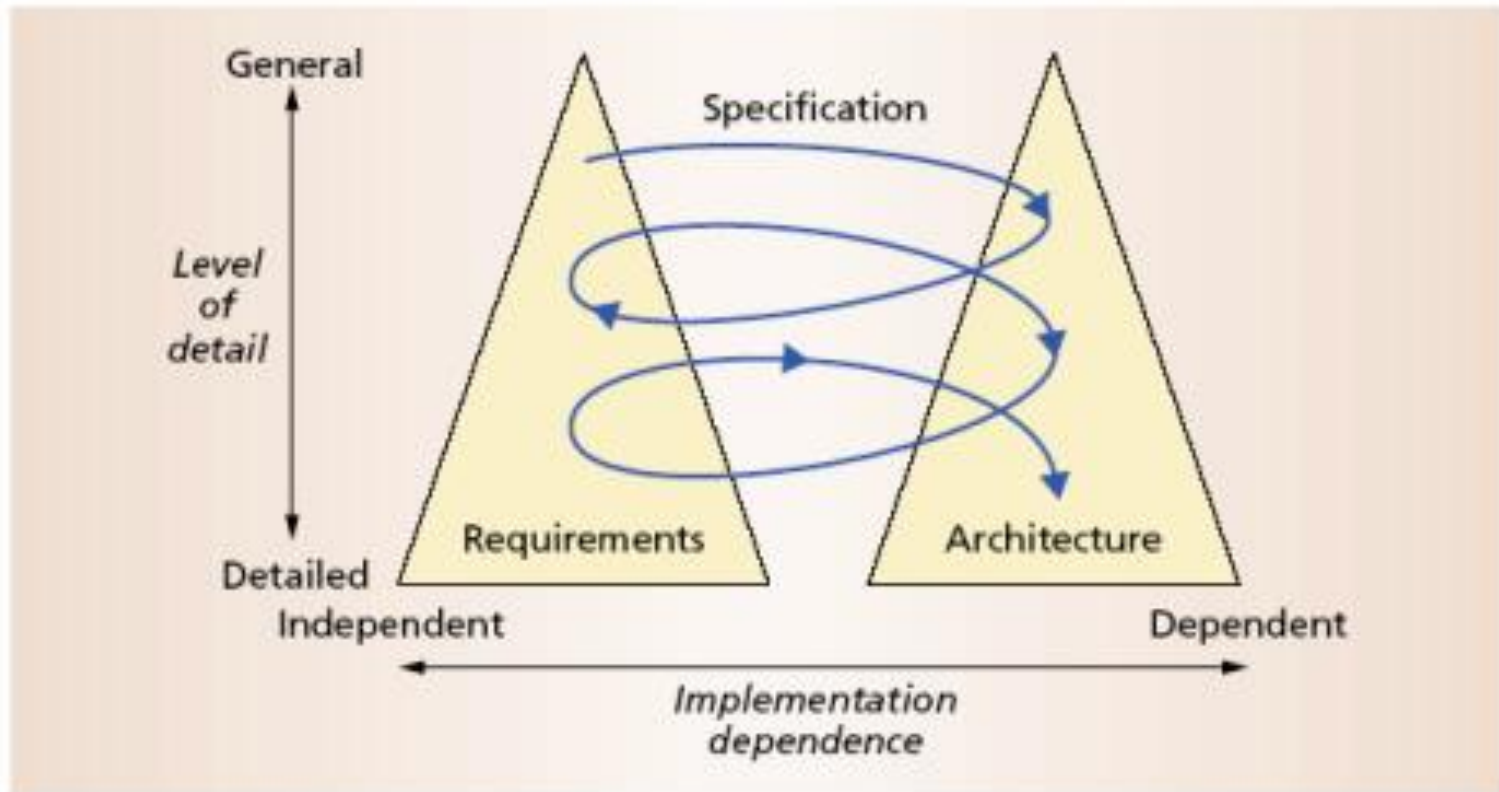 General
Specification
Level
of
detail
Requirements
Architecture
Detailed
Independent
Dependent
Implementation
dependence